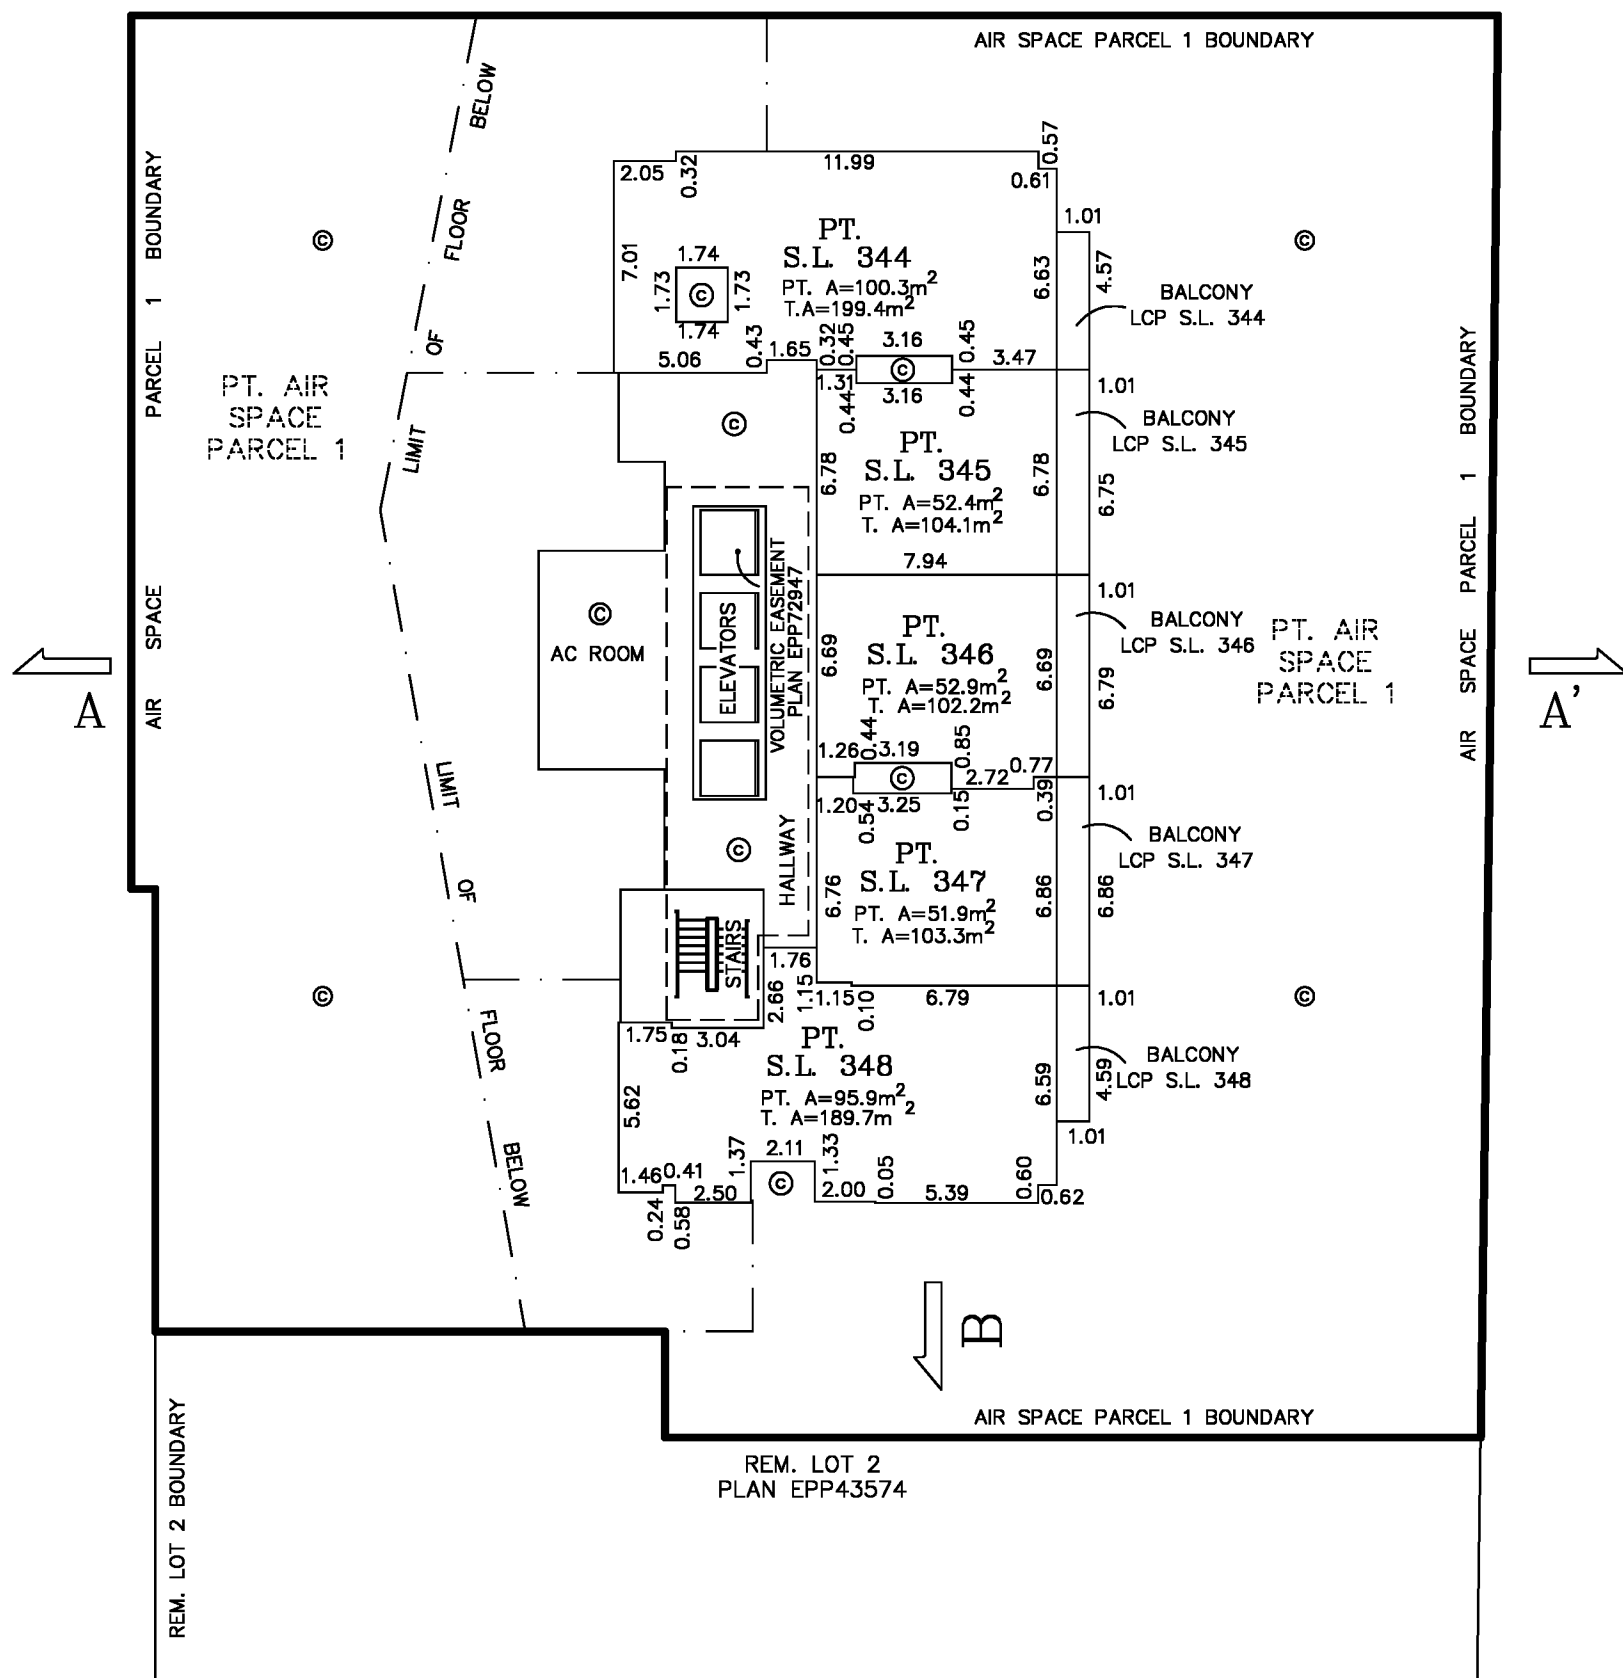 AIR SPACE PARCEL 1 BOUNDARY
BELOW
FLOOR
OF
LIMIT
AIR SPACE PARCEL 1 BOUNDARY
2.05
0.32
11.99
0.57
0.61
1.01
7.01
1.74
1.73
©
1.73
1.74
PT.
S.L. 344
PT. A=100.3m²
T.A=199.4m²
6.63
4.57
BALCONY
LCP S.L. 344
©
©
5.06
0.43
1.65
0.32
0.45
3.16
0.45
3.47
1.31
0.44
©
3.16
0.44
1.01
PT. AIR
SPACE
PARCEL 1
©
PT.
S.L. 345
PT. A=52.4m²
T. A=104.1m²
6.78
6.78
6.75
BALCONY
LCP S.L. 345
7.94
1.01
AIR SPACE PARCEL 1 BOUNDARY
©
AC ROOM
ELEVATORS
VOLUMETRIC EASEMENT
PLAN EPP72947
6.69
PT.
S.L. 346
PT. A=52.9m²
T. A=102.2m²
6.69
6.79
BALCONY
LCP S.L. 346
PT. AIR
SPACE
PARCEL 1
A
A'
1.26
0.44
3.19
0.85
2.72
0.77
1.20
©
3.25
0.54
0.15
0.39
1.01
LIMIT
OF
FLOOR
BELOW
©
HALLWAY
6.76
PT.
S.L. 347
PT. A=51.9m²
T. A=103.3m²
6.86
6.86
BALCONY
LCP S.L. 347
STAIRS
1.76
2.66
1.15
1.15
0.10
6.79
1.01
©
©
1.75
0.18
3.04
PT.
S.L. 348
PT. A=95.9m²
T. A=189.7m²
5.62
6.59
4.59
BALCONY
LCP S.L. 348
1.01
1.46
0.41
0.24
0.58
2.50
1.37
2.11
©
1.33
2.00
0.05
5.39
0.60
0.62
B
AIR SPACE PARCEL 1 BOUNDARY
REM. LOT 2
PLAN EPP43574
REM. LOT 2 BOUNDARY